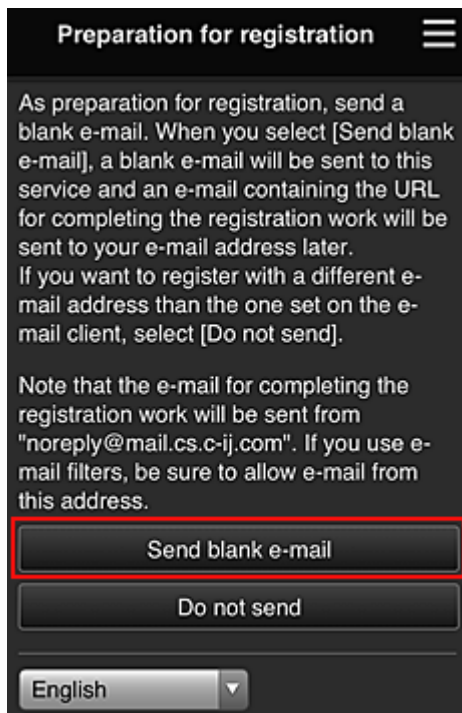 Preparation for registration
As preparation for registration, send a
blank e-mail. When you select [Send blank
e-mail], a blank e-mail will be sent to this
service and an e-mail containing the URL
for completing the registration work will be
sent to your e-mail address later.
If you want to register with a different e-
mail address than the one set on the e-
mail client, select [Do not send].
Note that the e-mail for completing the
registration work will be sent from
"noreply@mail.cs.c-ij.com". If you use e-
mail filters, be sure to allow e-mail from
this address.
Send blank e-mail
Do not send
English